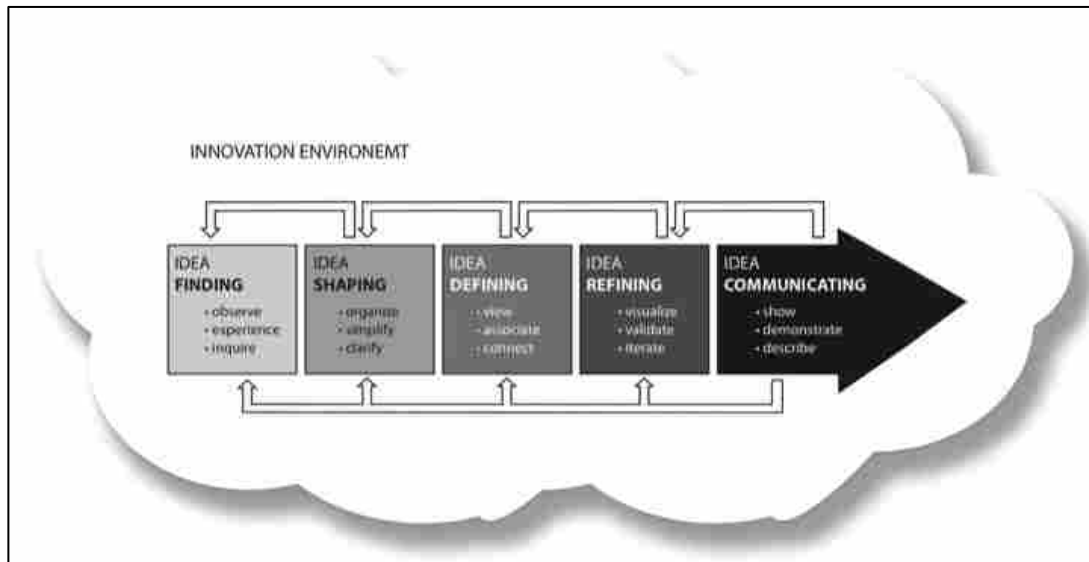 INNOVATION ENVIRONEMT
IDEA
FINDING
• observe
• experience
• inquire
IDEA
SHAPING
• organize
• simplify
• clarify
IDEA
DEFINING
• view
• associate
• connect
IDEA
REFINING
• visualize
• validate
• iterate
IDEA
COMMUNICATING
• show
• demonstrate
• describe